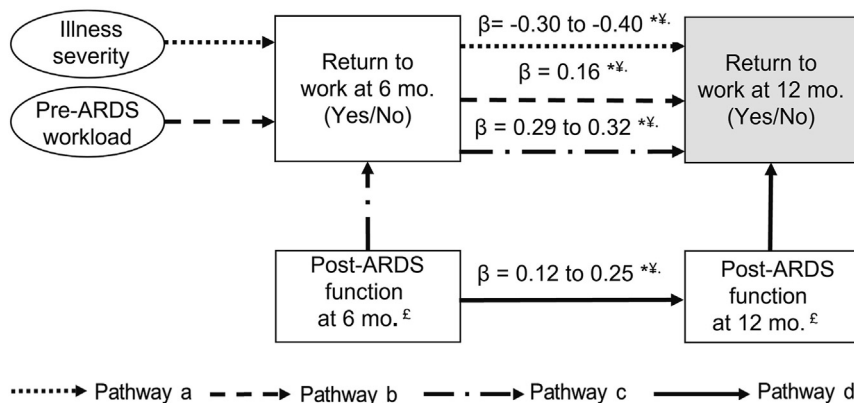 Illness
severity
Pre-ARDS
workload
Return to
work at 6 mo.
(Yes/No)
β= -0.30 to -0.40 *¥.
β = 0.16 *¥.
β = 0.29 to 0.32 *¥.
Return to
work at 12 mo.
(Yes/No)
Post-ARDS
function
at 6 mo. £
β = 0.12 to 0.25 *¥.
Post-ARDS
function
at 12 mo. £
Pathway a
Pathway b
Pathway c
Pathway d